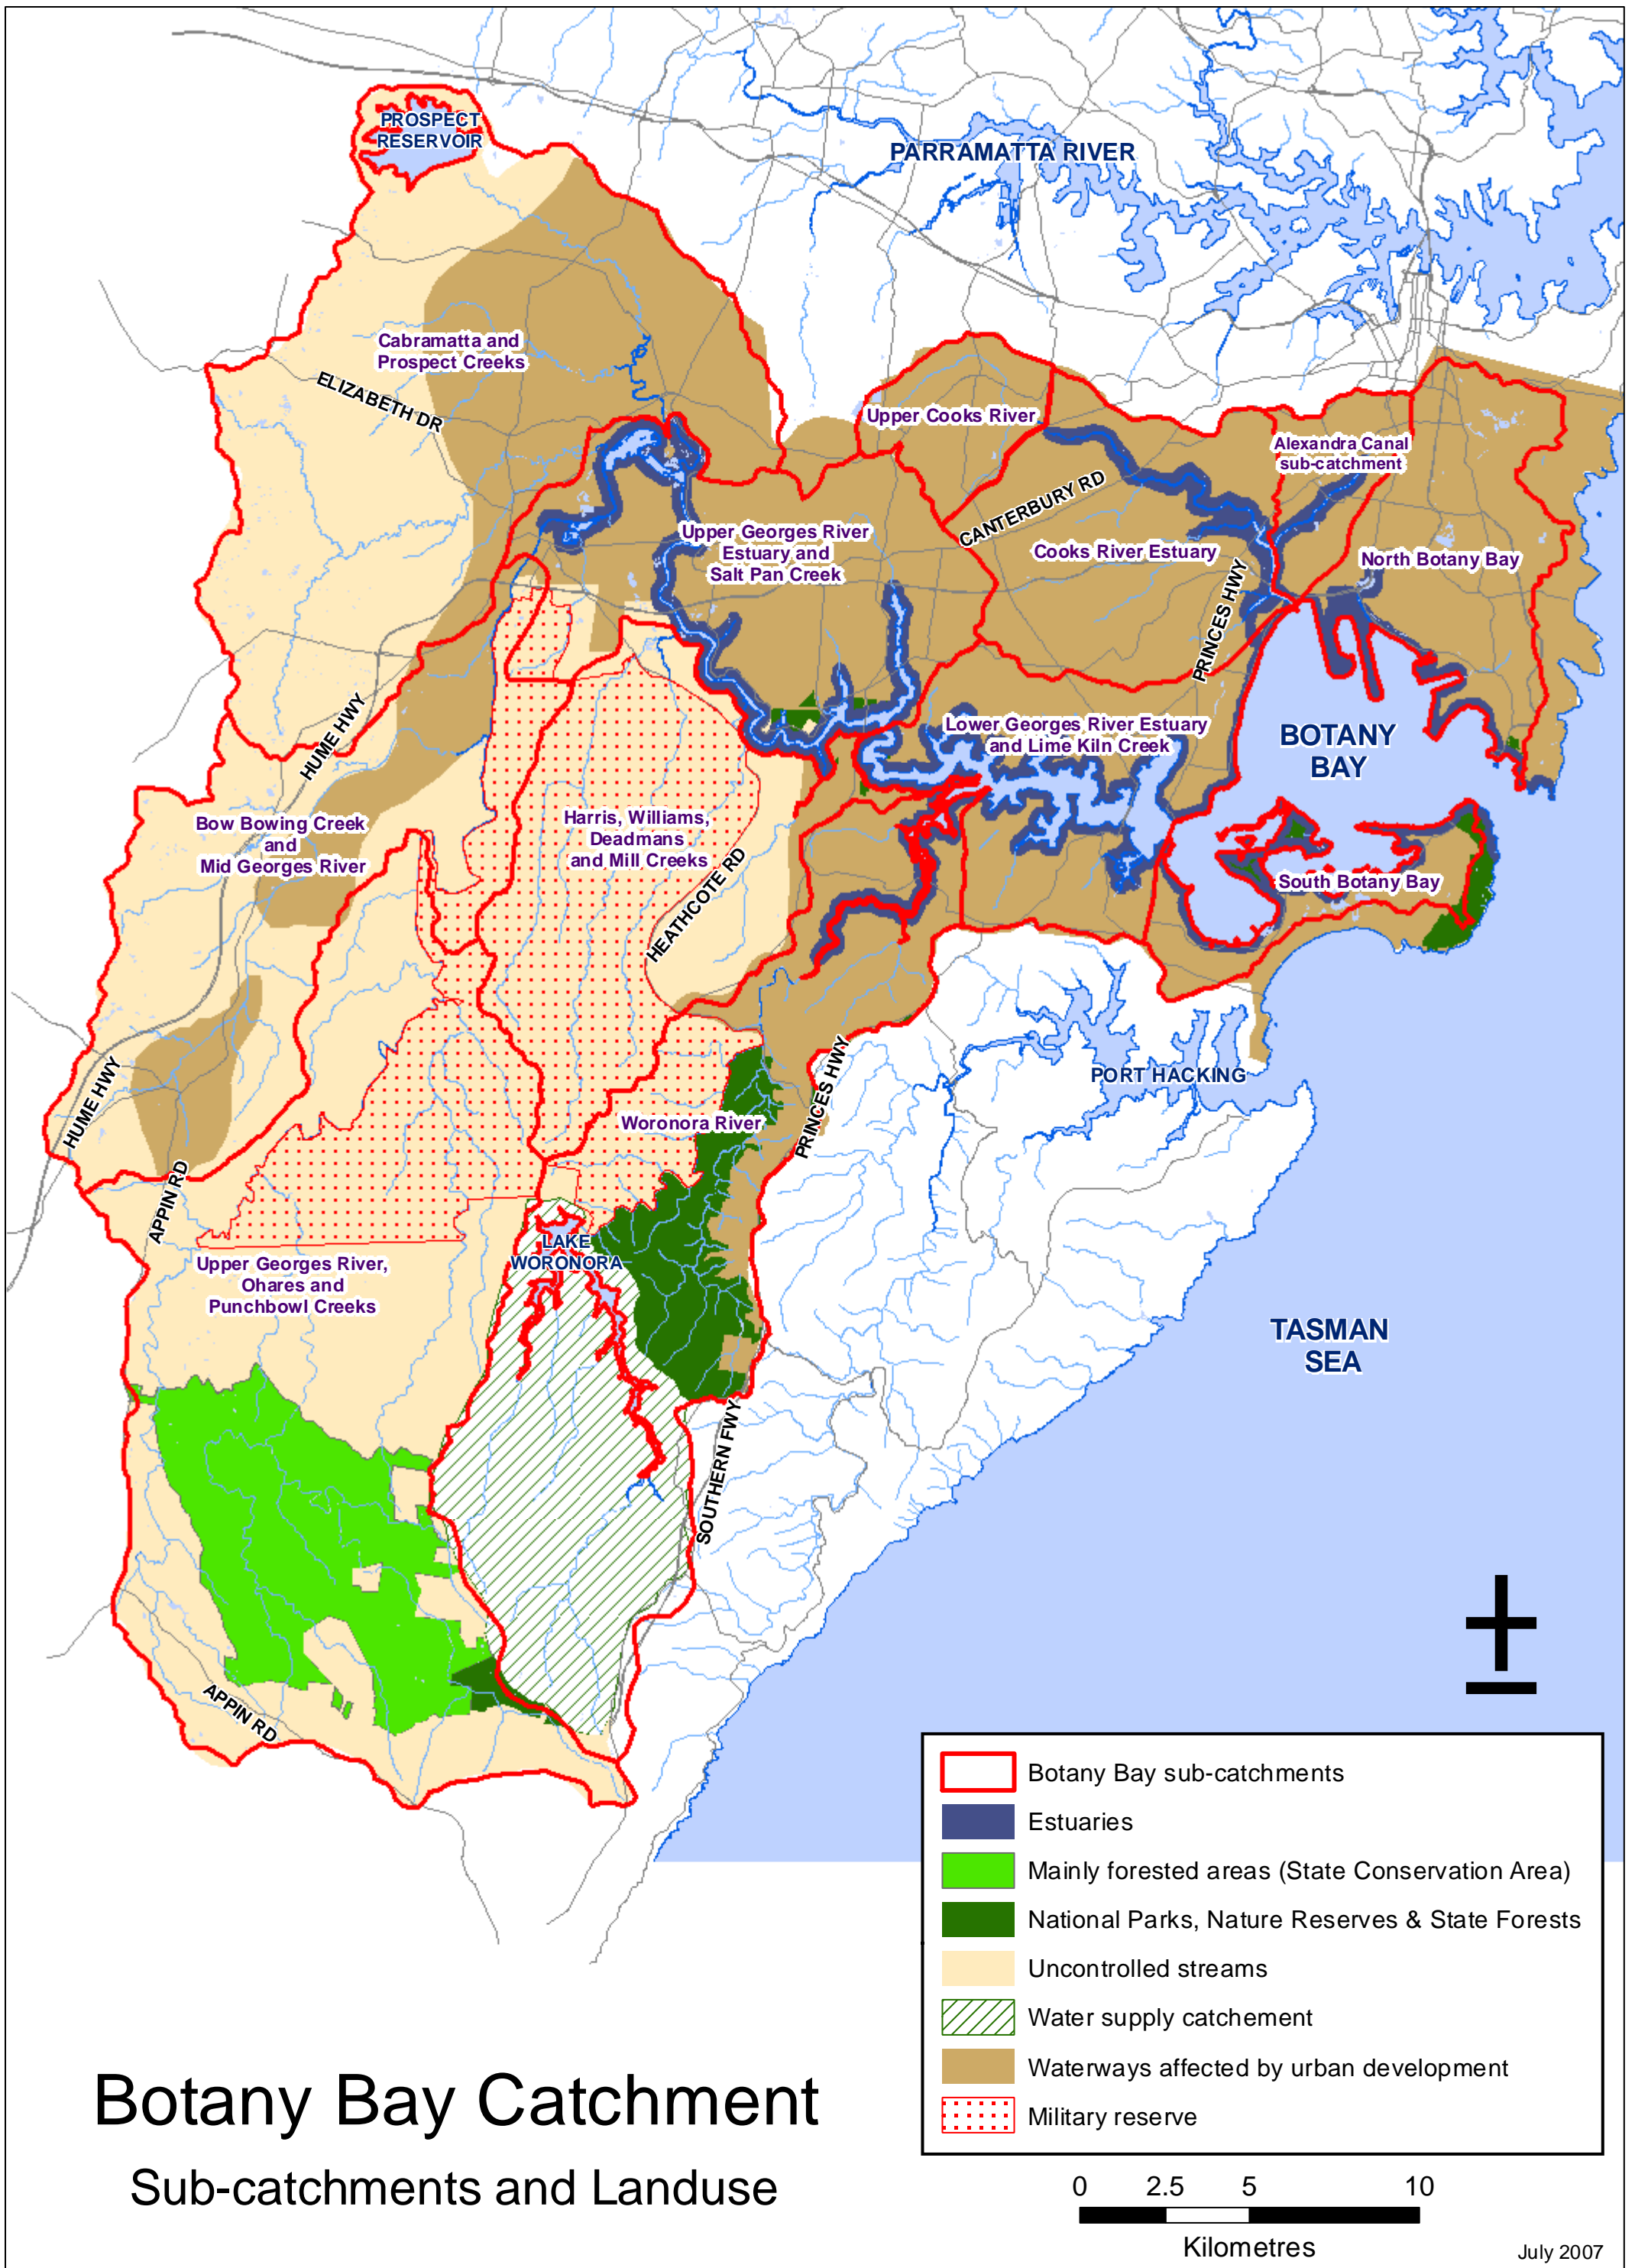 PROSPECT
RESERVOIR
PARRAMATTA RIVER
Cabramatta and
Prospect Creeks
ELIZABETH DR
Upper Cooks River
Alexandra Canal
sub-catchment
CANTERBURY RD
Upper Georges River
Estuary and
Salt Pan Creek
Cooks River Estuary
North Botany Bay
PRINCES HWY
HUME HWY
Lower Georges River Estuary
and Lime Kiln Creek
BOTANY
BAY
Bow Bowing Creek
and
Mid Georges River
Harris, Williams,
Deadmans
and Mill Creeks
HEATHCOTE RD
South Botany Bay
HUME HWY
PRINCES HWY
PORT HACKING
Woronora River
APPIN RD
LAKE
WORONORA
Upper Georges River,
Ohares and
Punchbowl Creeks
TASMAN
SEA
SOUTHERN FWY
APPIN RD
Botany Bay sub-catchments
Estuaries
Mainly forested areas (State Conservation Area)
National Parks, Nature Reserves & State Forests
Uncontrolled streams
Water supply catchement
Waterways affected by urban development
Military reserve
Botany Bay Catchment
Sub-catchments and Landuse
0 2.5 5 10
Kilometres
July 2007